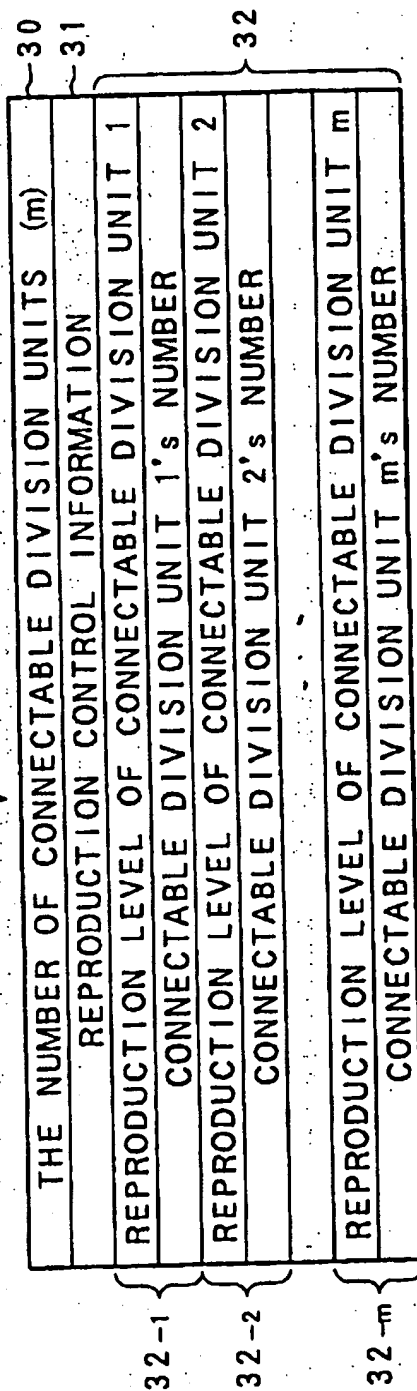 THE NUMBER OF CONNECTABLE DIVISION UNITS (m) 30
REPRODUCTION CONTROL INFORMATION 31
REPRODUCTION LEVEL OF CONNECTABLE DIVISION UNIT 1
CONNECTABLE DIVISION UNIT 1's NUMBER
32-1
REPRODUCTION LEVEL OF CONNECTABLE DIVISION UNIT 2
CONNECTABLE DIVISION UNIT 2's NUMBER
32-2
32
REPRODUCTION LEVEL OF CONNECTABLE DIVISION UNIT m
CONNECTABLE DIVISION UNIT m's NUMBER
32-m